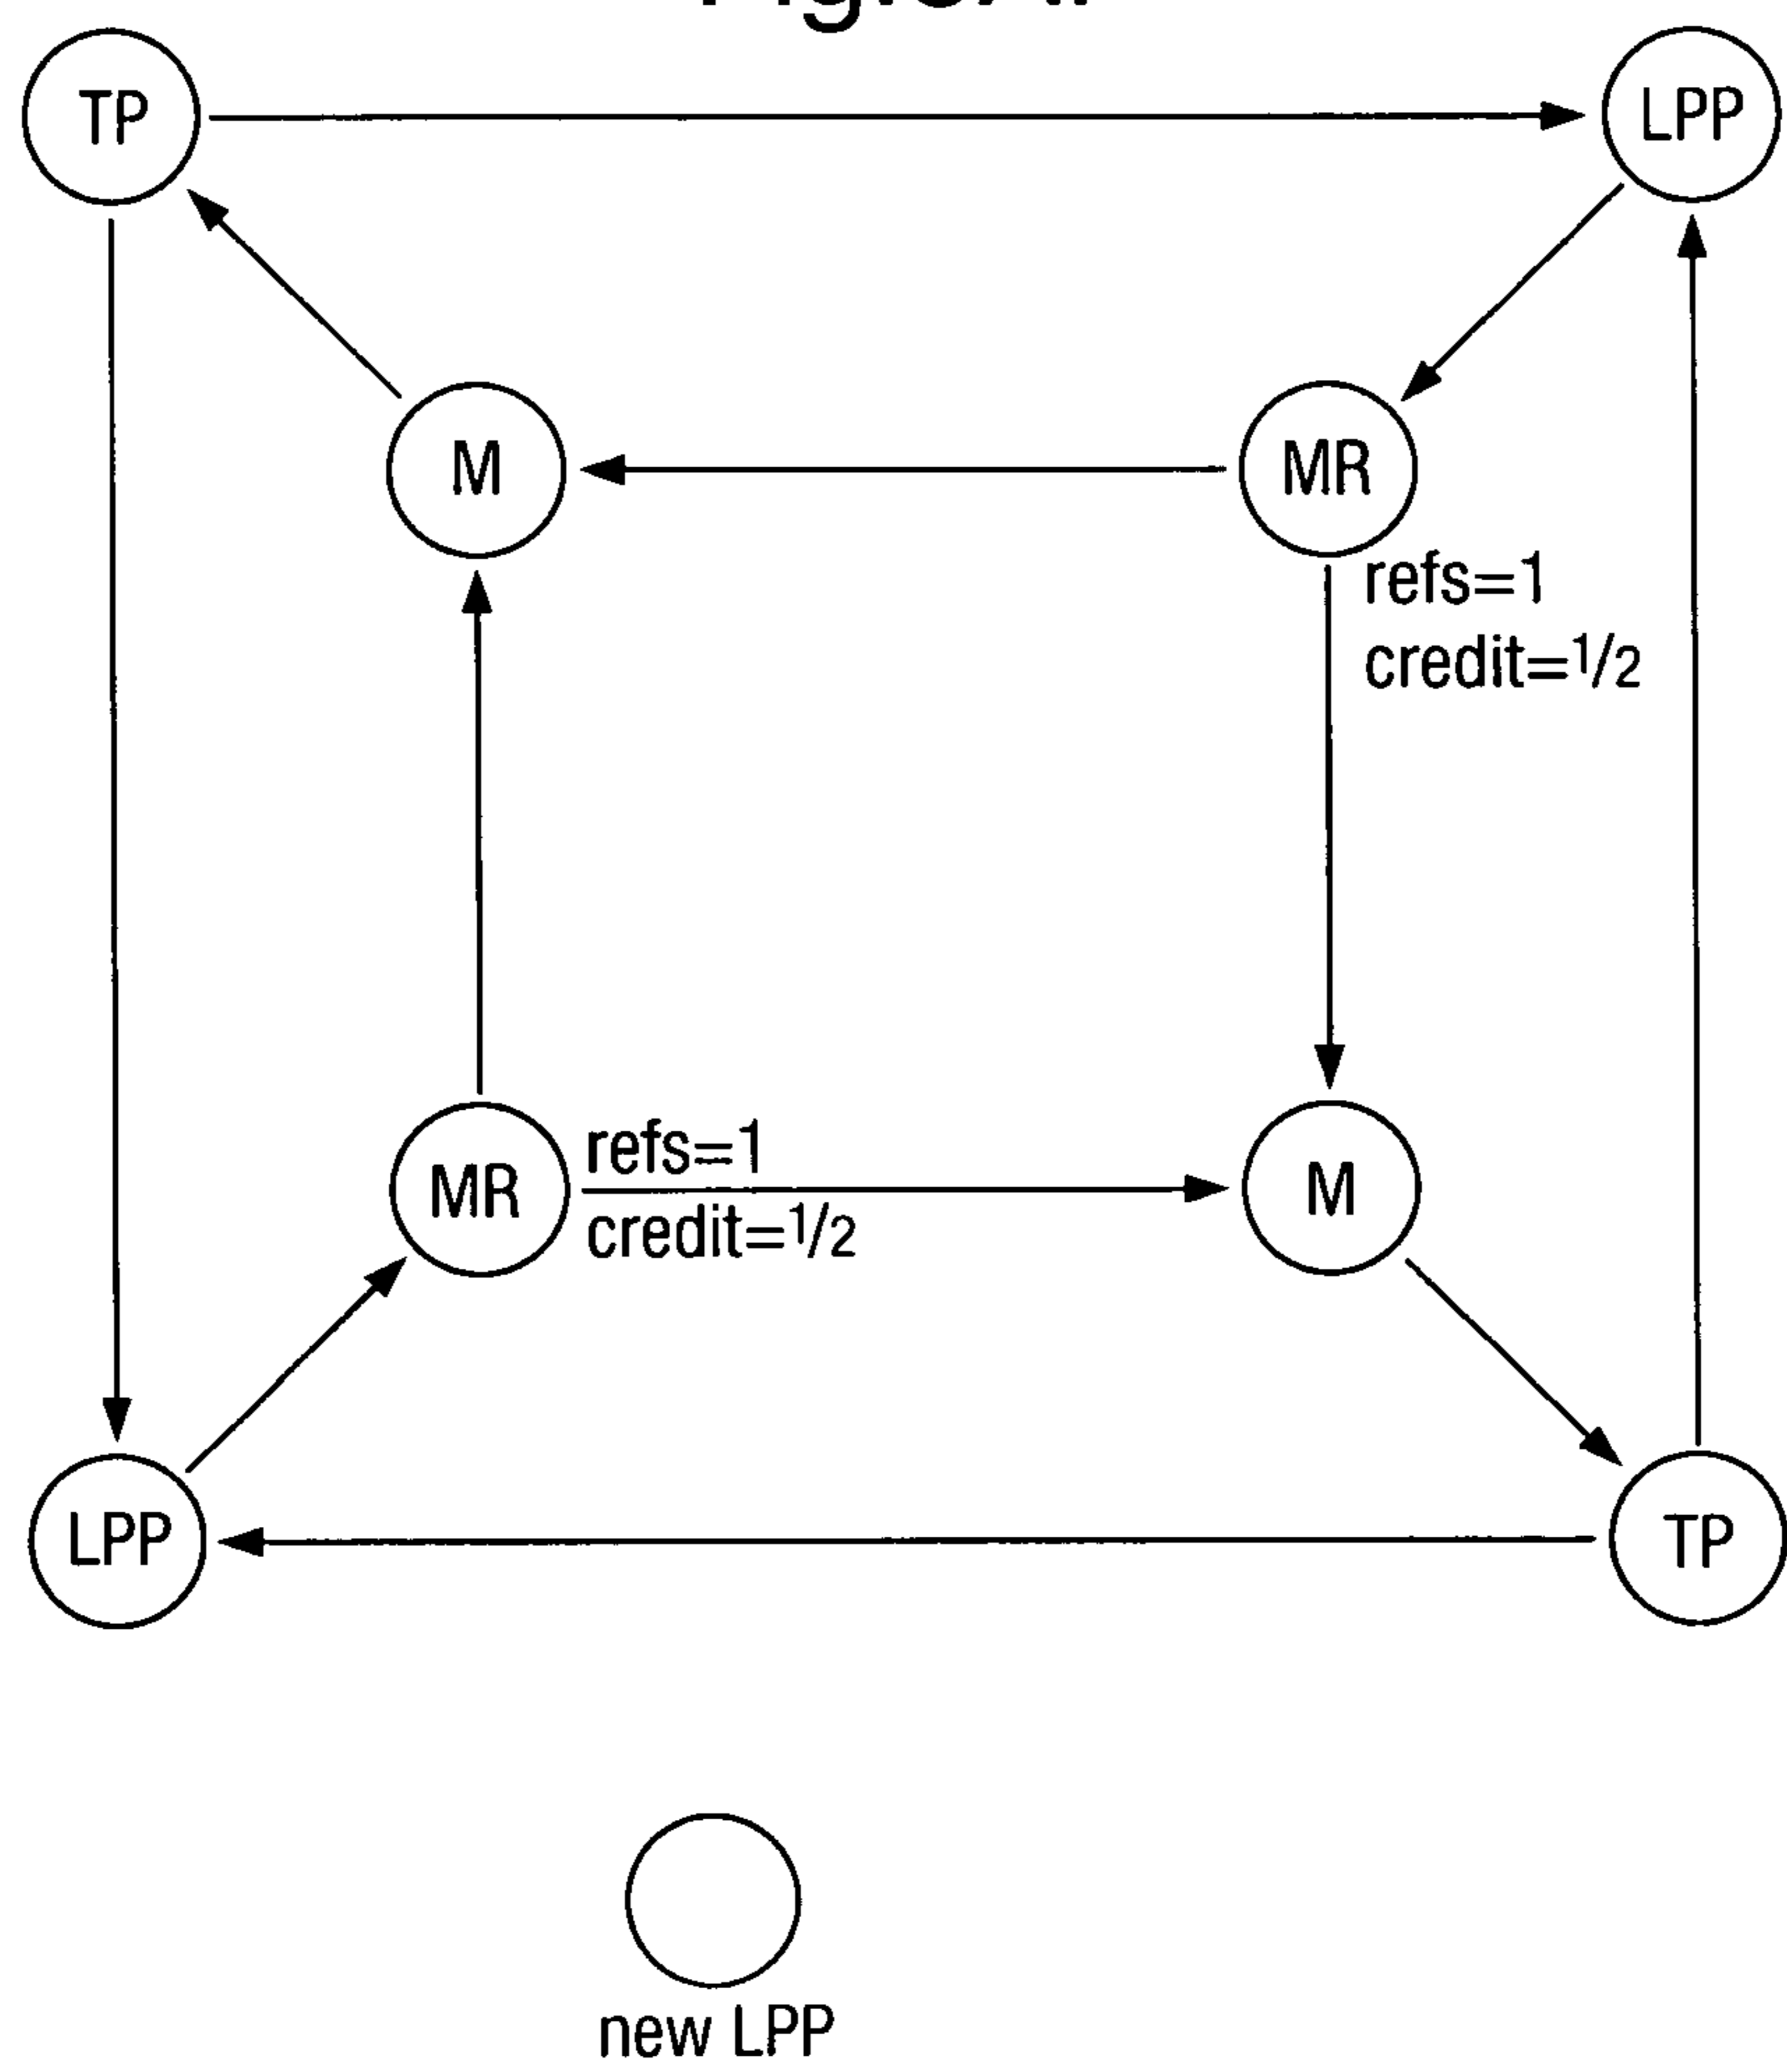 TP
LPP
M
MR
refs=1
credit=1/2
MR
refs=1
credit=1/2
M
LPP
TP
new LPP